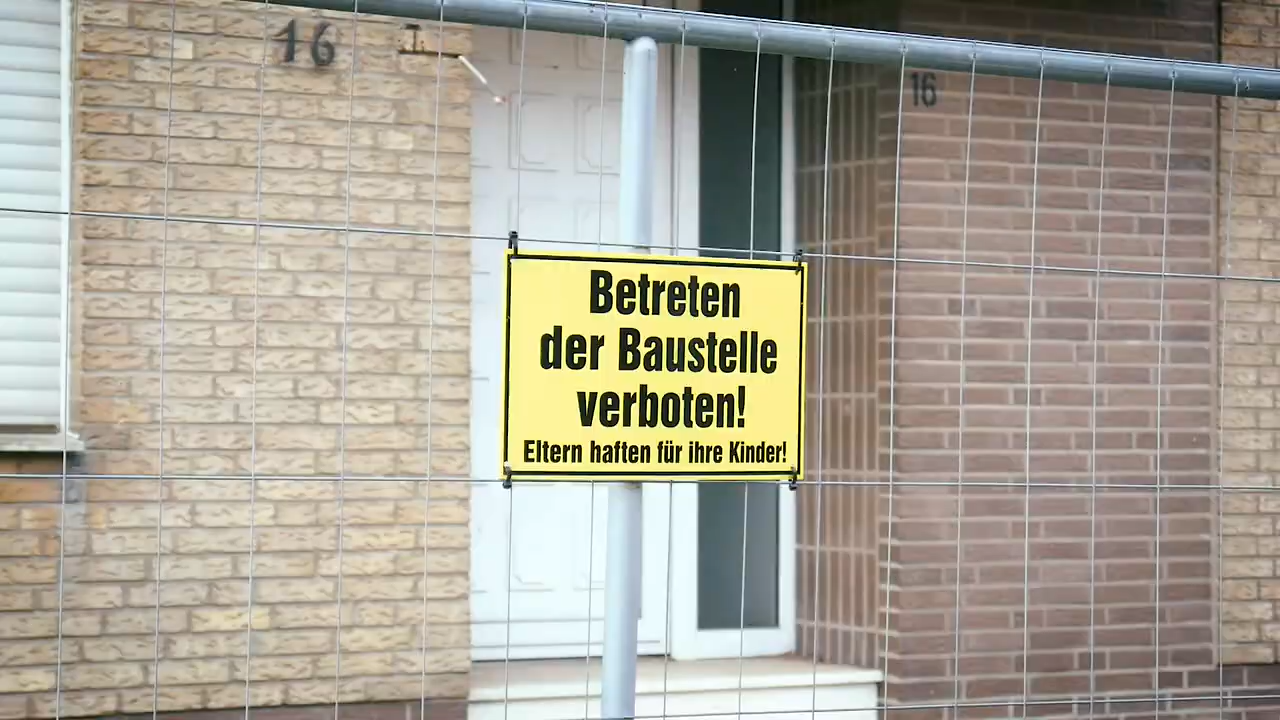 16
16
Betreten
der Baustelle
verboten!
Eltern haften für ihre Kinder!